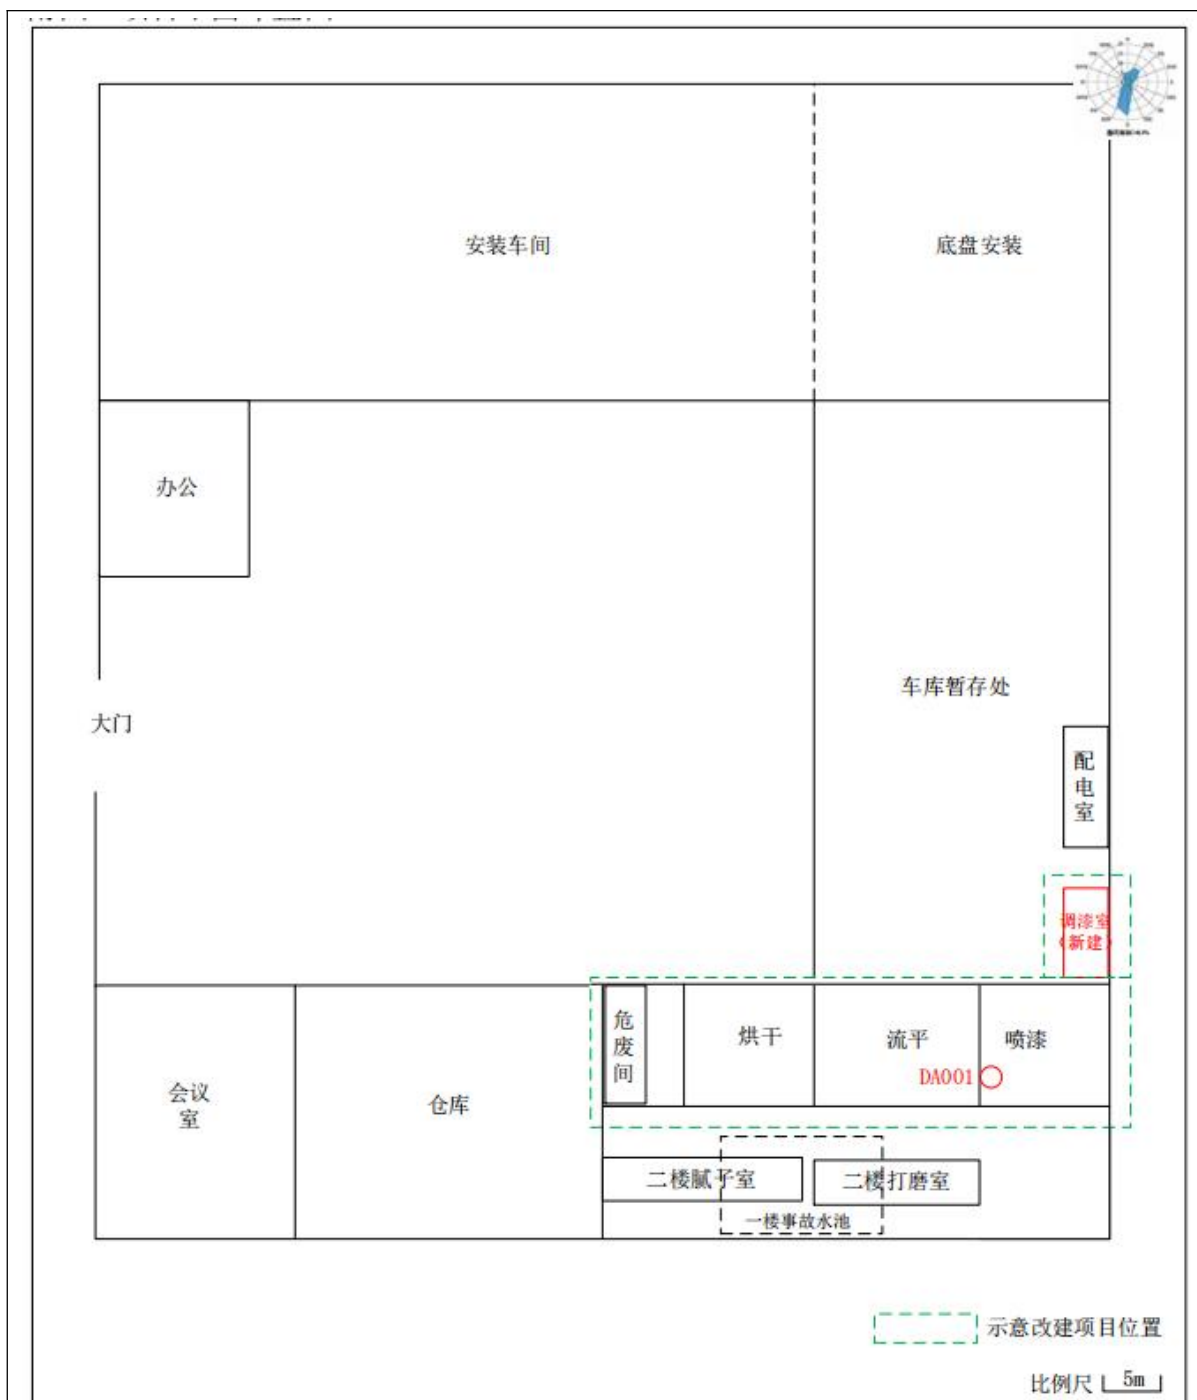 安装车间
底盘安装
办公
车库暂存处
大门
配
电
室
调漆室
（新建）
危
废
间
烘干
流平
喷漆
DA001
会议
室
仓库
二楼腻子室
二楼打磨室
一楼事故水池
示意改建项目位置
比例尺
5m